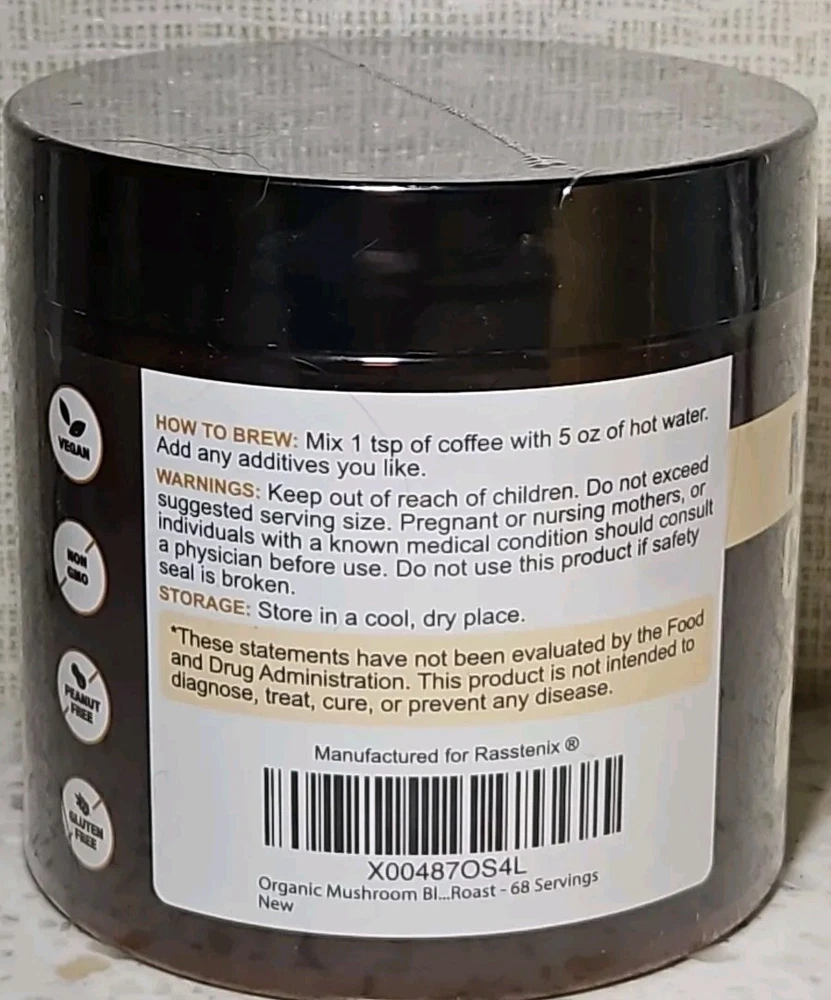 VEGAN
NON
GMO
PEANUT
FREE
GLUTEN
FREE
HOW TO BREW: Mix 1 tsp of coffee with 5 oz of hot water.
Add any additives you like.
WARNINGS: Keep out of reach of children. Do not exceed
suggested serving size. Pregnant or nursing mothers, or
individuals with a known medical condition should consult
a physician before use. Do not use this product if safety
seal is broken.
STORAGE: Store in a cool, dry place.
*These statements have not been evaluated by the Food
and Drug Administration. This product is not intended to
diagnose, treat, cure, or prevent any disease.
Manufactured for Rasstenix ®
X00487OS4L
Organic Mushroom Bl...Roast - 68 Servings
New